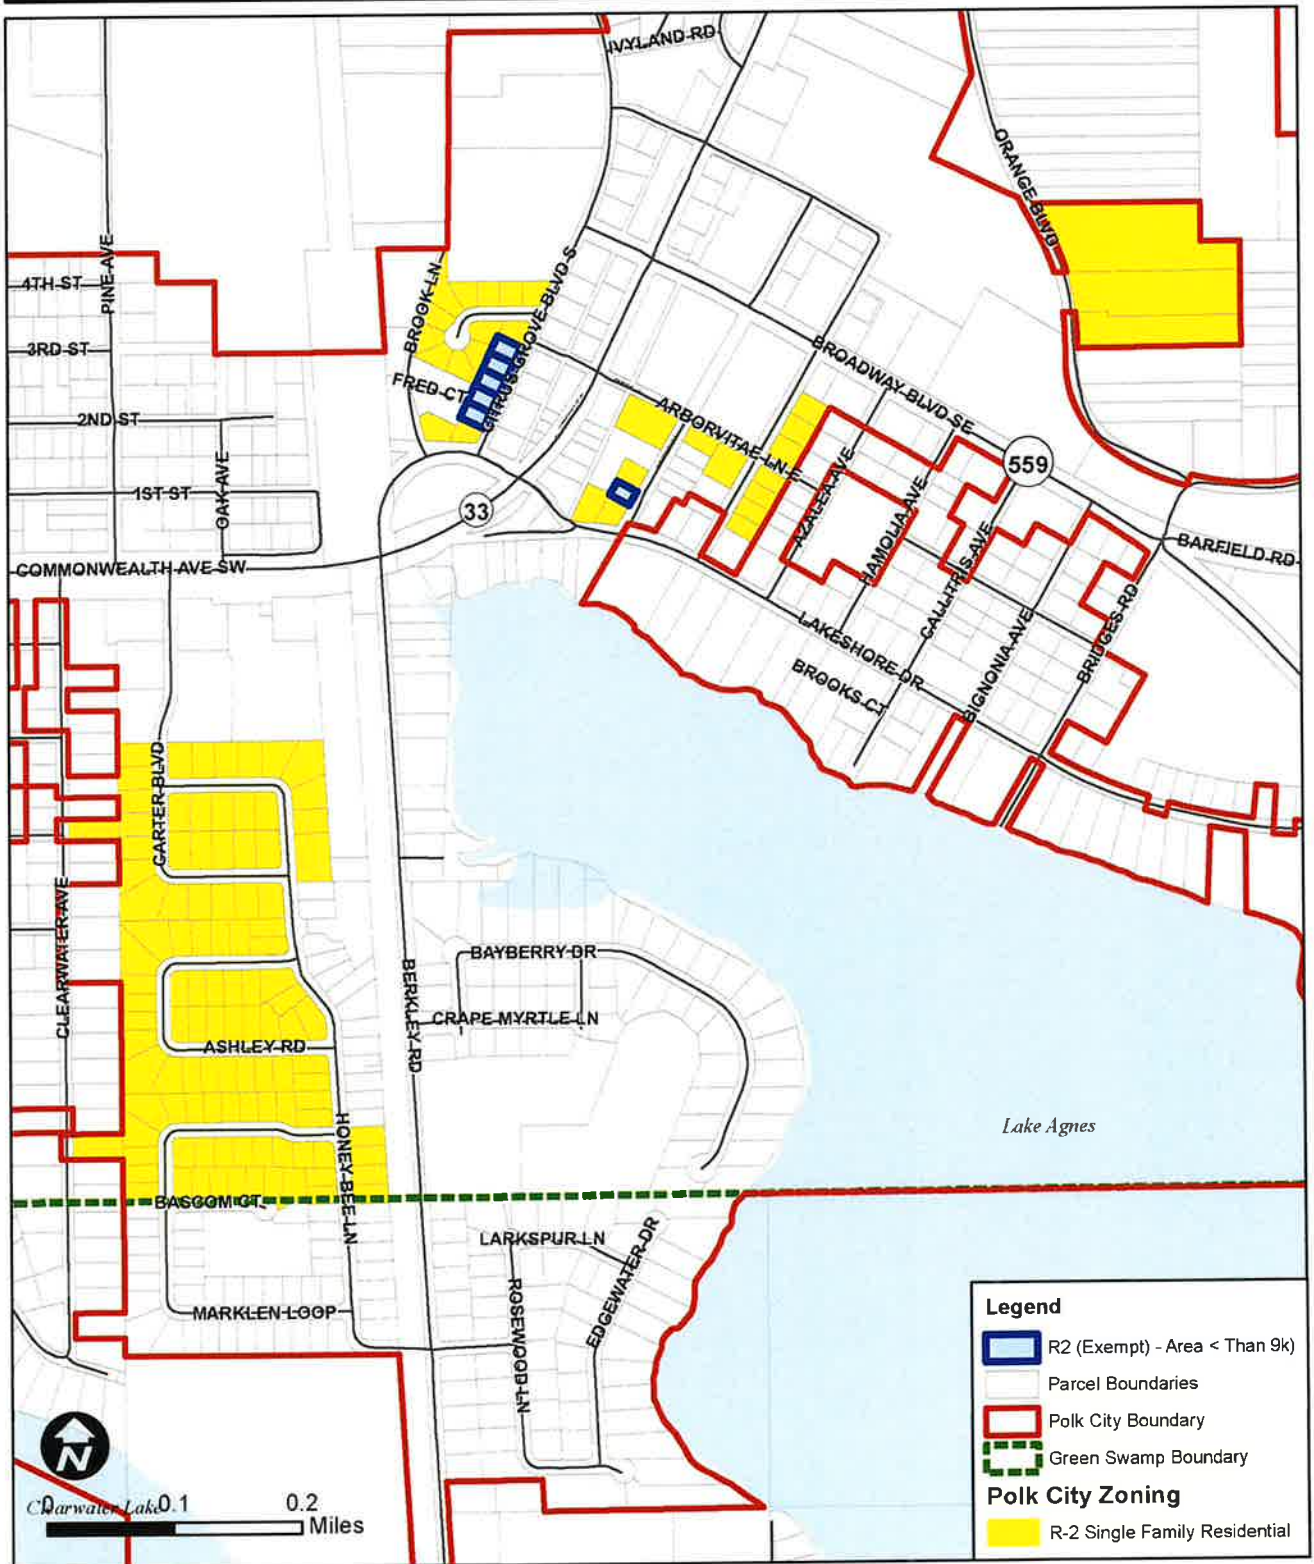 IVYLAND RD
ORANGE BLVD
PINE AVE
4TH ST
BROOK LN
CITRUS GROVE BLVD S
3RD ST
FRED CT
BROADWAY BLVD SE
ARBORVITAE LN E
2ND ST
OAK AVE
1ST ST
33
559
AZALEA AVE
HAMOLIA AVE
CALLITRIS AVE
BARFIELD RD
COMMONWEALTH AVE SW
BIGNONIA AVE
BRIDGES RD
LAKESHORE DR
BROOKS CT
CARTER BLVD
CLEARWATER AVE
BAYBERRY DR
BERKLEY RD
CRAPE MYRTLE LN
ASHLEY RD
HONEY BEE LN
Lake Agnes
BASCOM CT
LARKSPUR LN
EDGEWATER DR
ROSEWOOD LN
MARKLEN LOOP
Legend
R2 (Exempt) - Area < Than 9k)
Parcel Boundaries
Polk City Boundary
Green Swamp Boundary
Polk City Zoning
R-2 Single Family Residential
N
Clearwater Lake
0 0.1 0.2
Miles